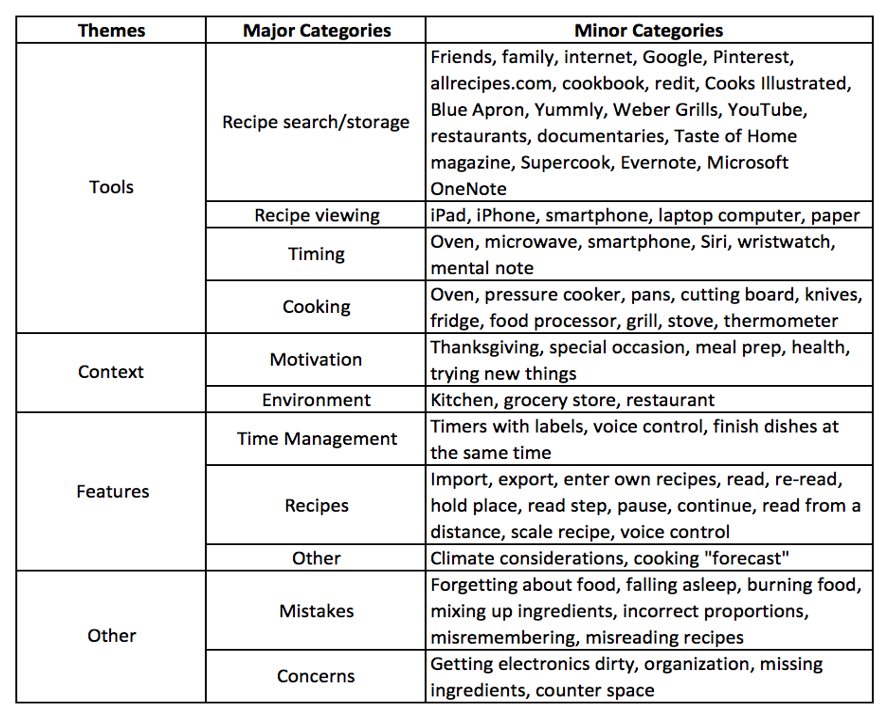 Themes Major Categories Minor Categories
Tools
Recipe search/storage
Friends, family, internet, Google, Pinterest,
allrecipes.com, cookbook, redit, Cooks Illustrated,
Blue Apron, Yummly, Weber Grills, YouTube,
restaurants, documentaries, Taste of Home
magazine, Supercook, Evernote, Microsoft
OneNote
Recipe viewing
iPad, iPhone, smartphone, laptop computer, paper
Timing
Oven, microwave, smartphone, Siri, wristwatch,
mental note
Cooking
Oven, pressure cooker, pans, cutting board, knives,
fridge, food processor, grill, stove, thermometer
Context
Motivation
Thanksgiving, special occasion, meal prep, health,
trying new things
Environment
Kitchen, grocery store, restaurant
Features
Time Management
Timers with labels, voice control, finish dishes at
the same time
Recipes
Import, export, enter own recipes, read, re-read,
hold place, read step, pause, continue, read from a
distance, scale recipe, voice control
Other
Climate considerations, cooking "forecast"
Other
Mistakes
Forgetting about food, falling asleep, burning food,
mixing up ingredients, incorrect proportions,
misremembering, misreading recipes
Concerns
Getting electronics dirty, organization, missing
ingredients, counter space